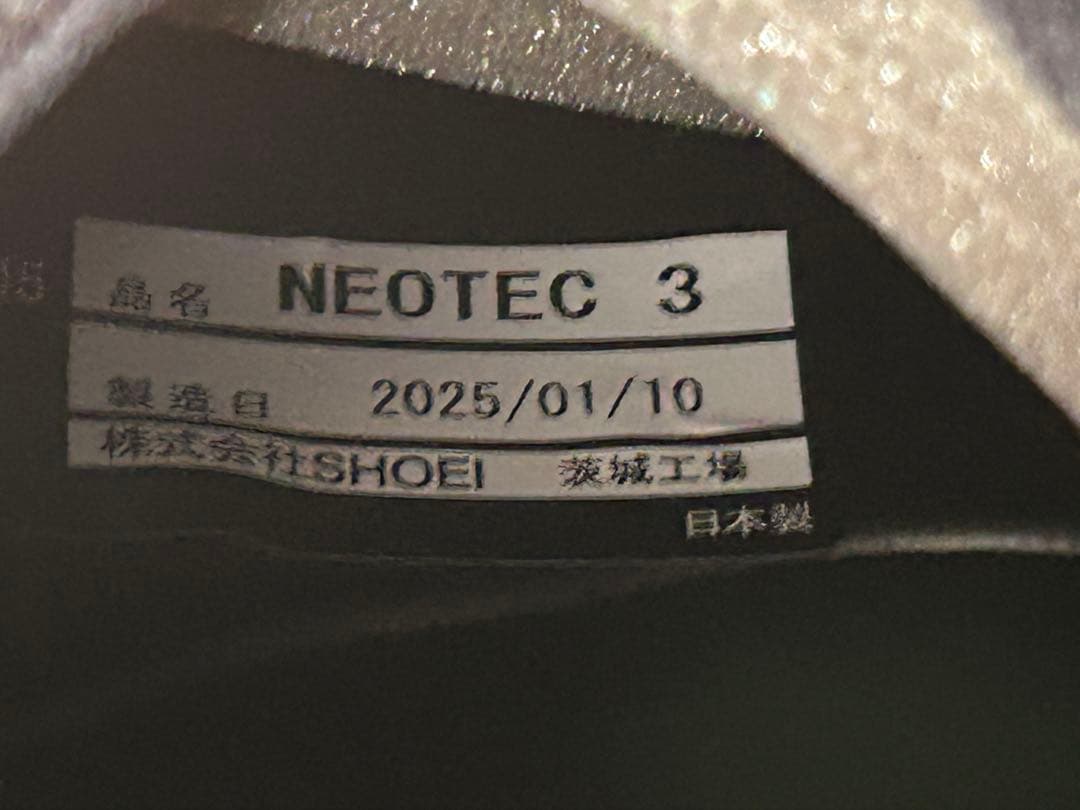 品名 NEOTEC 3
製造日 2025/01/10
株式会社SHOEI 茨城工場
日本製